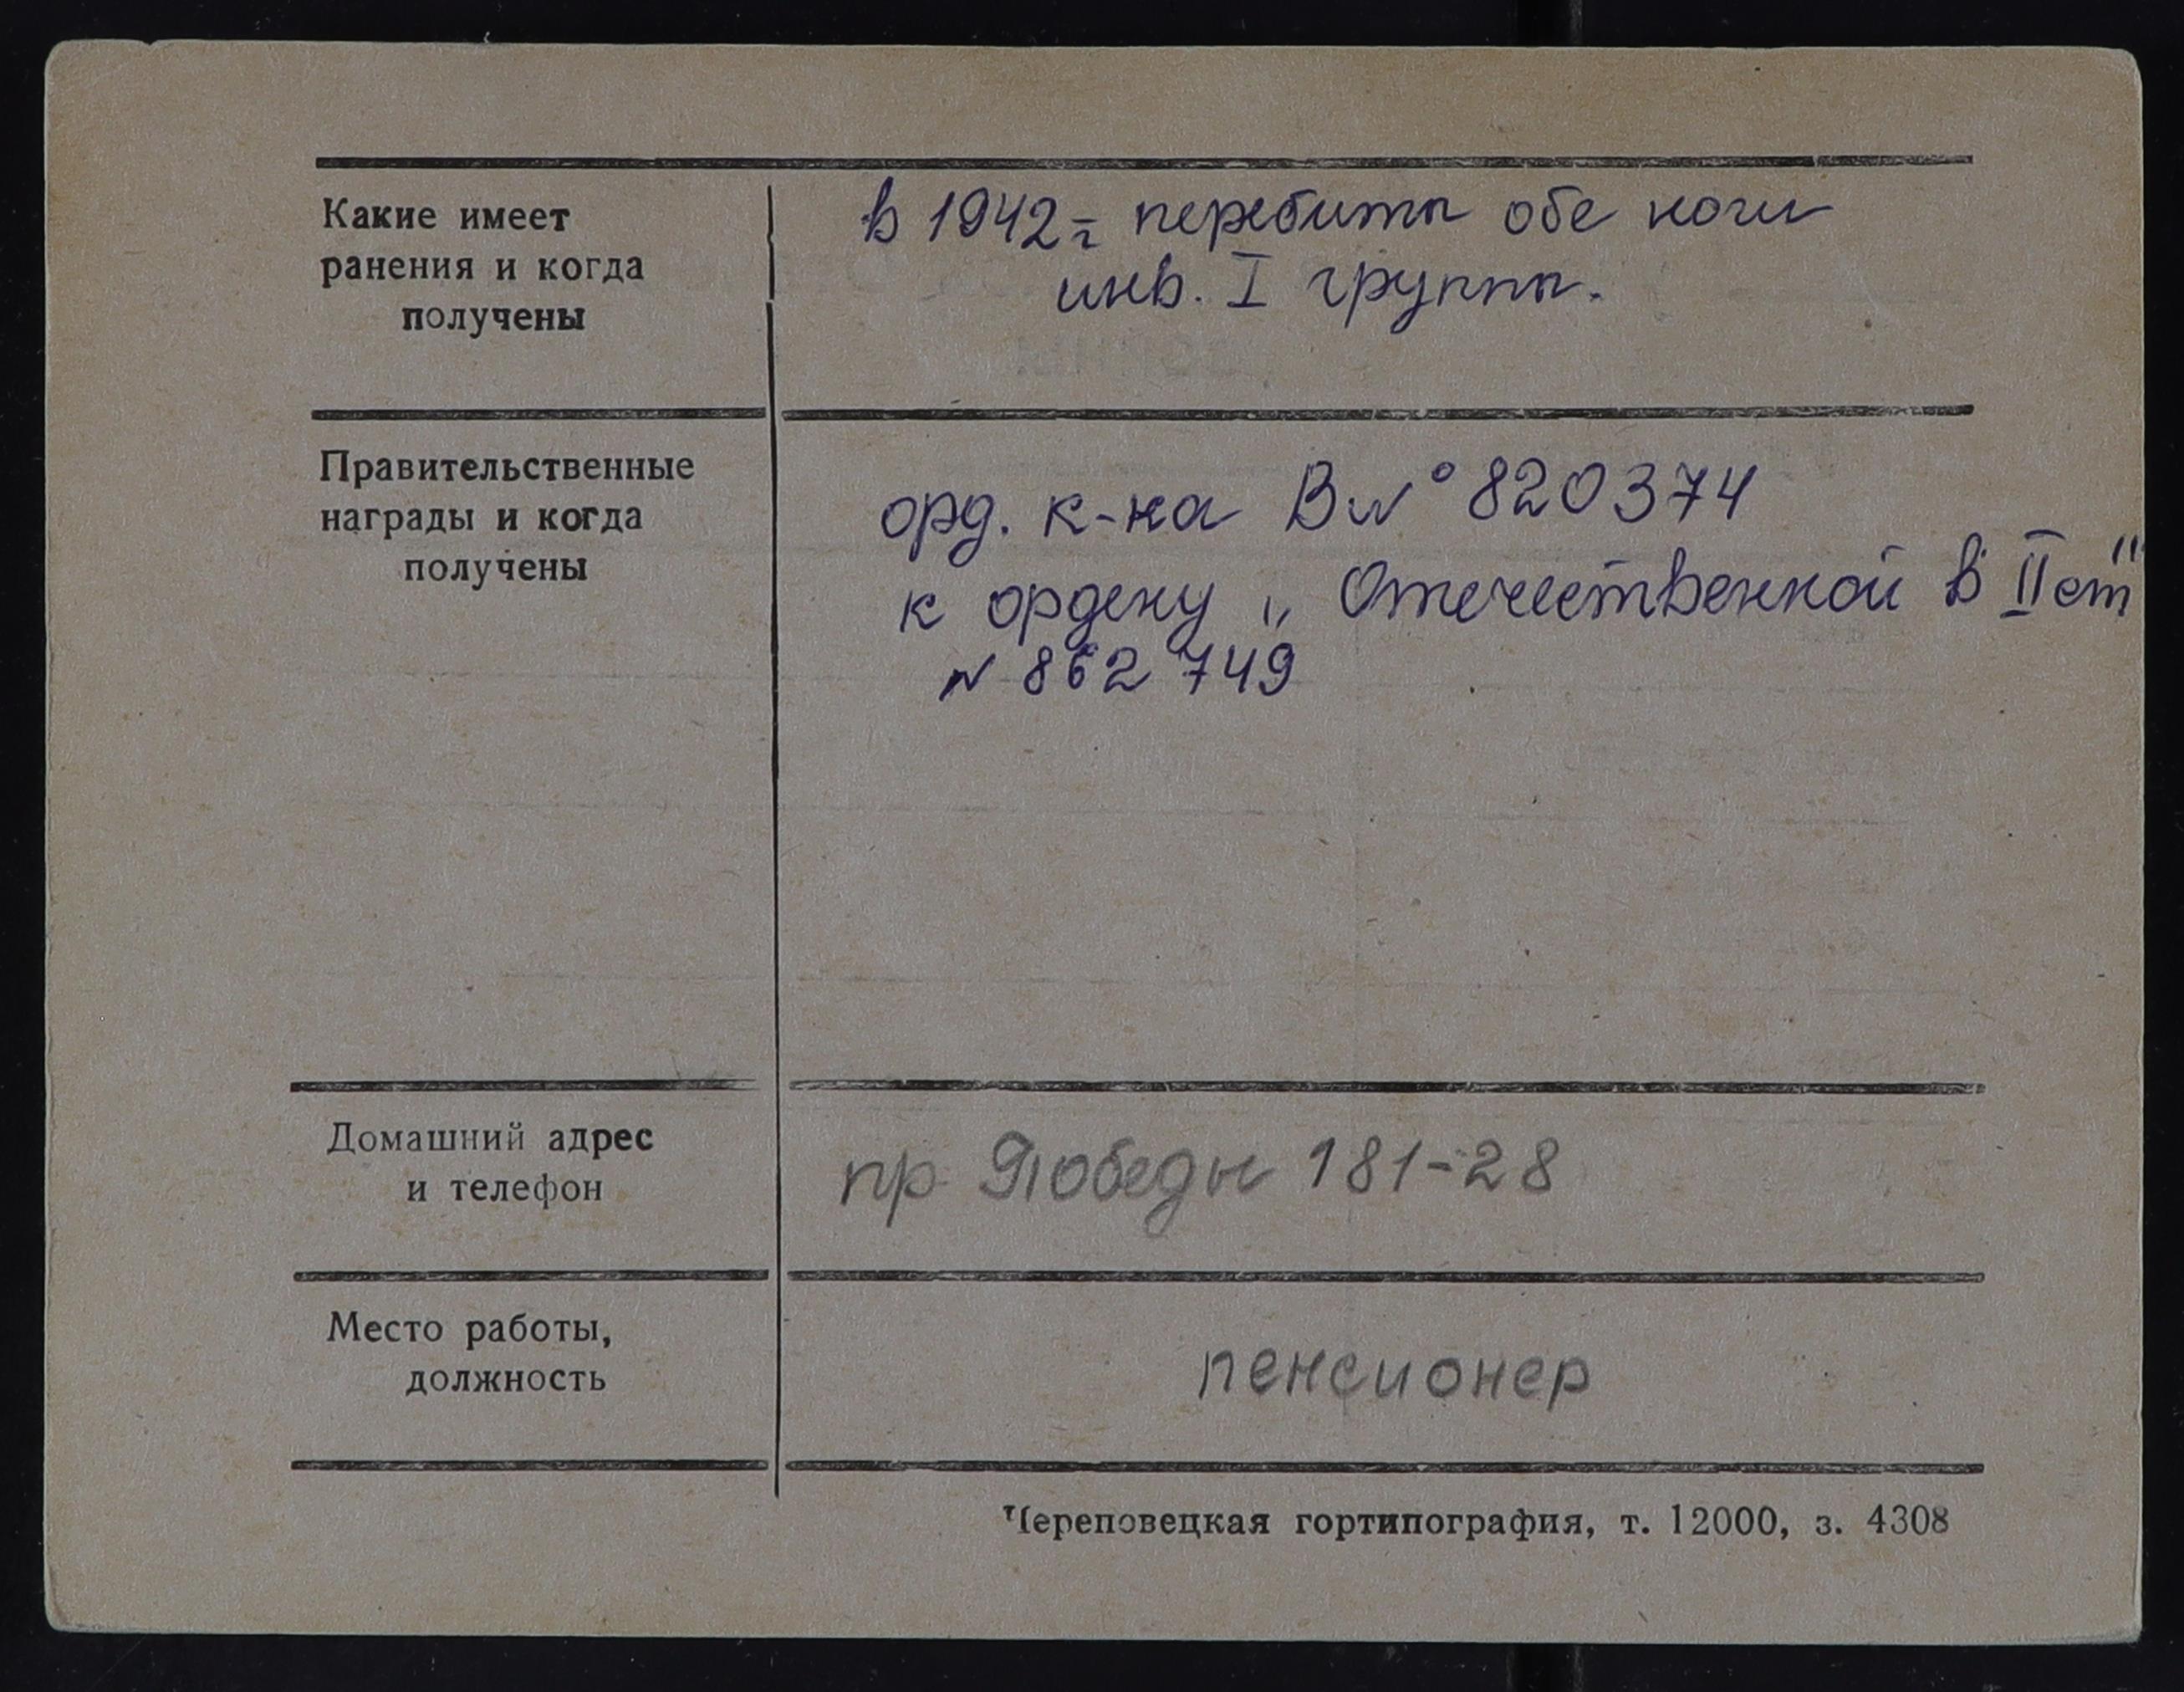 Какие имеет
ранения и когда
получены
в 1942 г перебиты обе ноги
инв. I группы.
Правительственные
награды и когда
получены
орд. к-ка В № 820374
к ордену „Отечественной в II ст"
N 862749
Домашний адрес
и телефон
пр. Победы 181-28
Место работы,
должность
пенсионер
Череповецкая гортипография, т. 12000, з. 4308